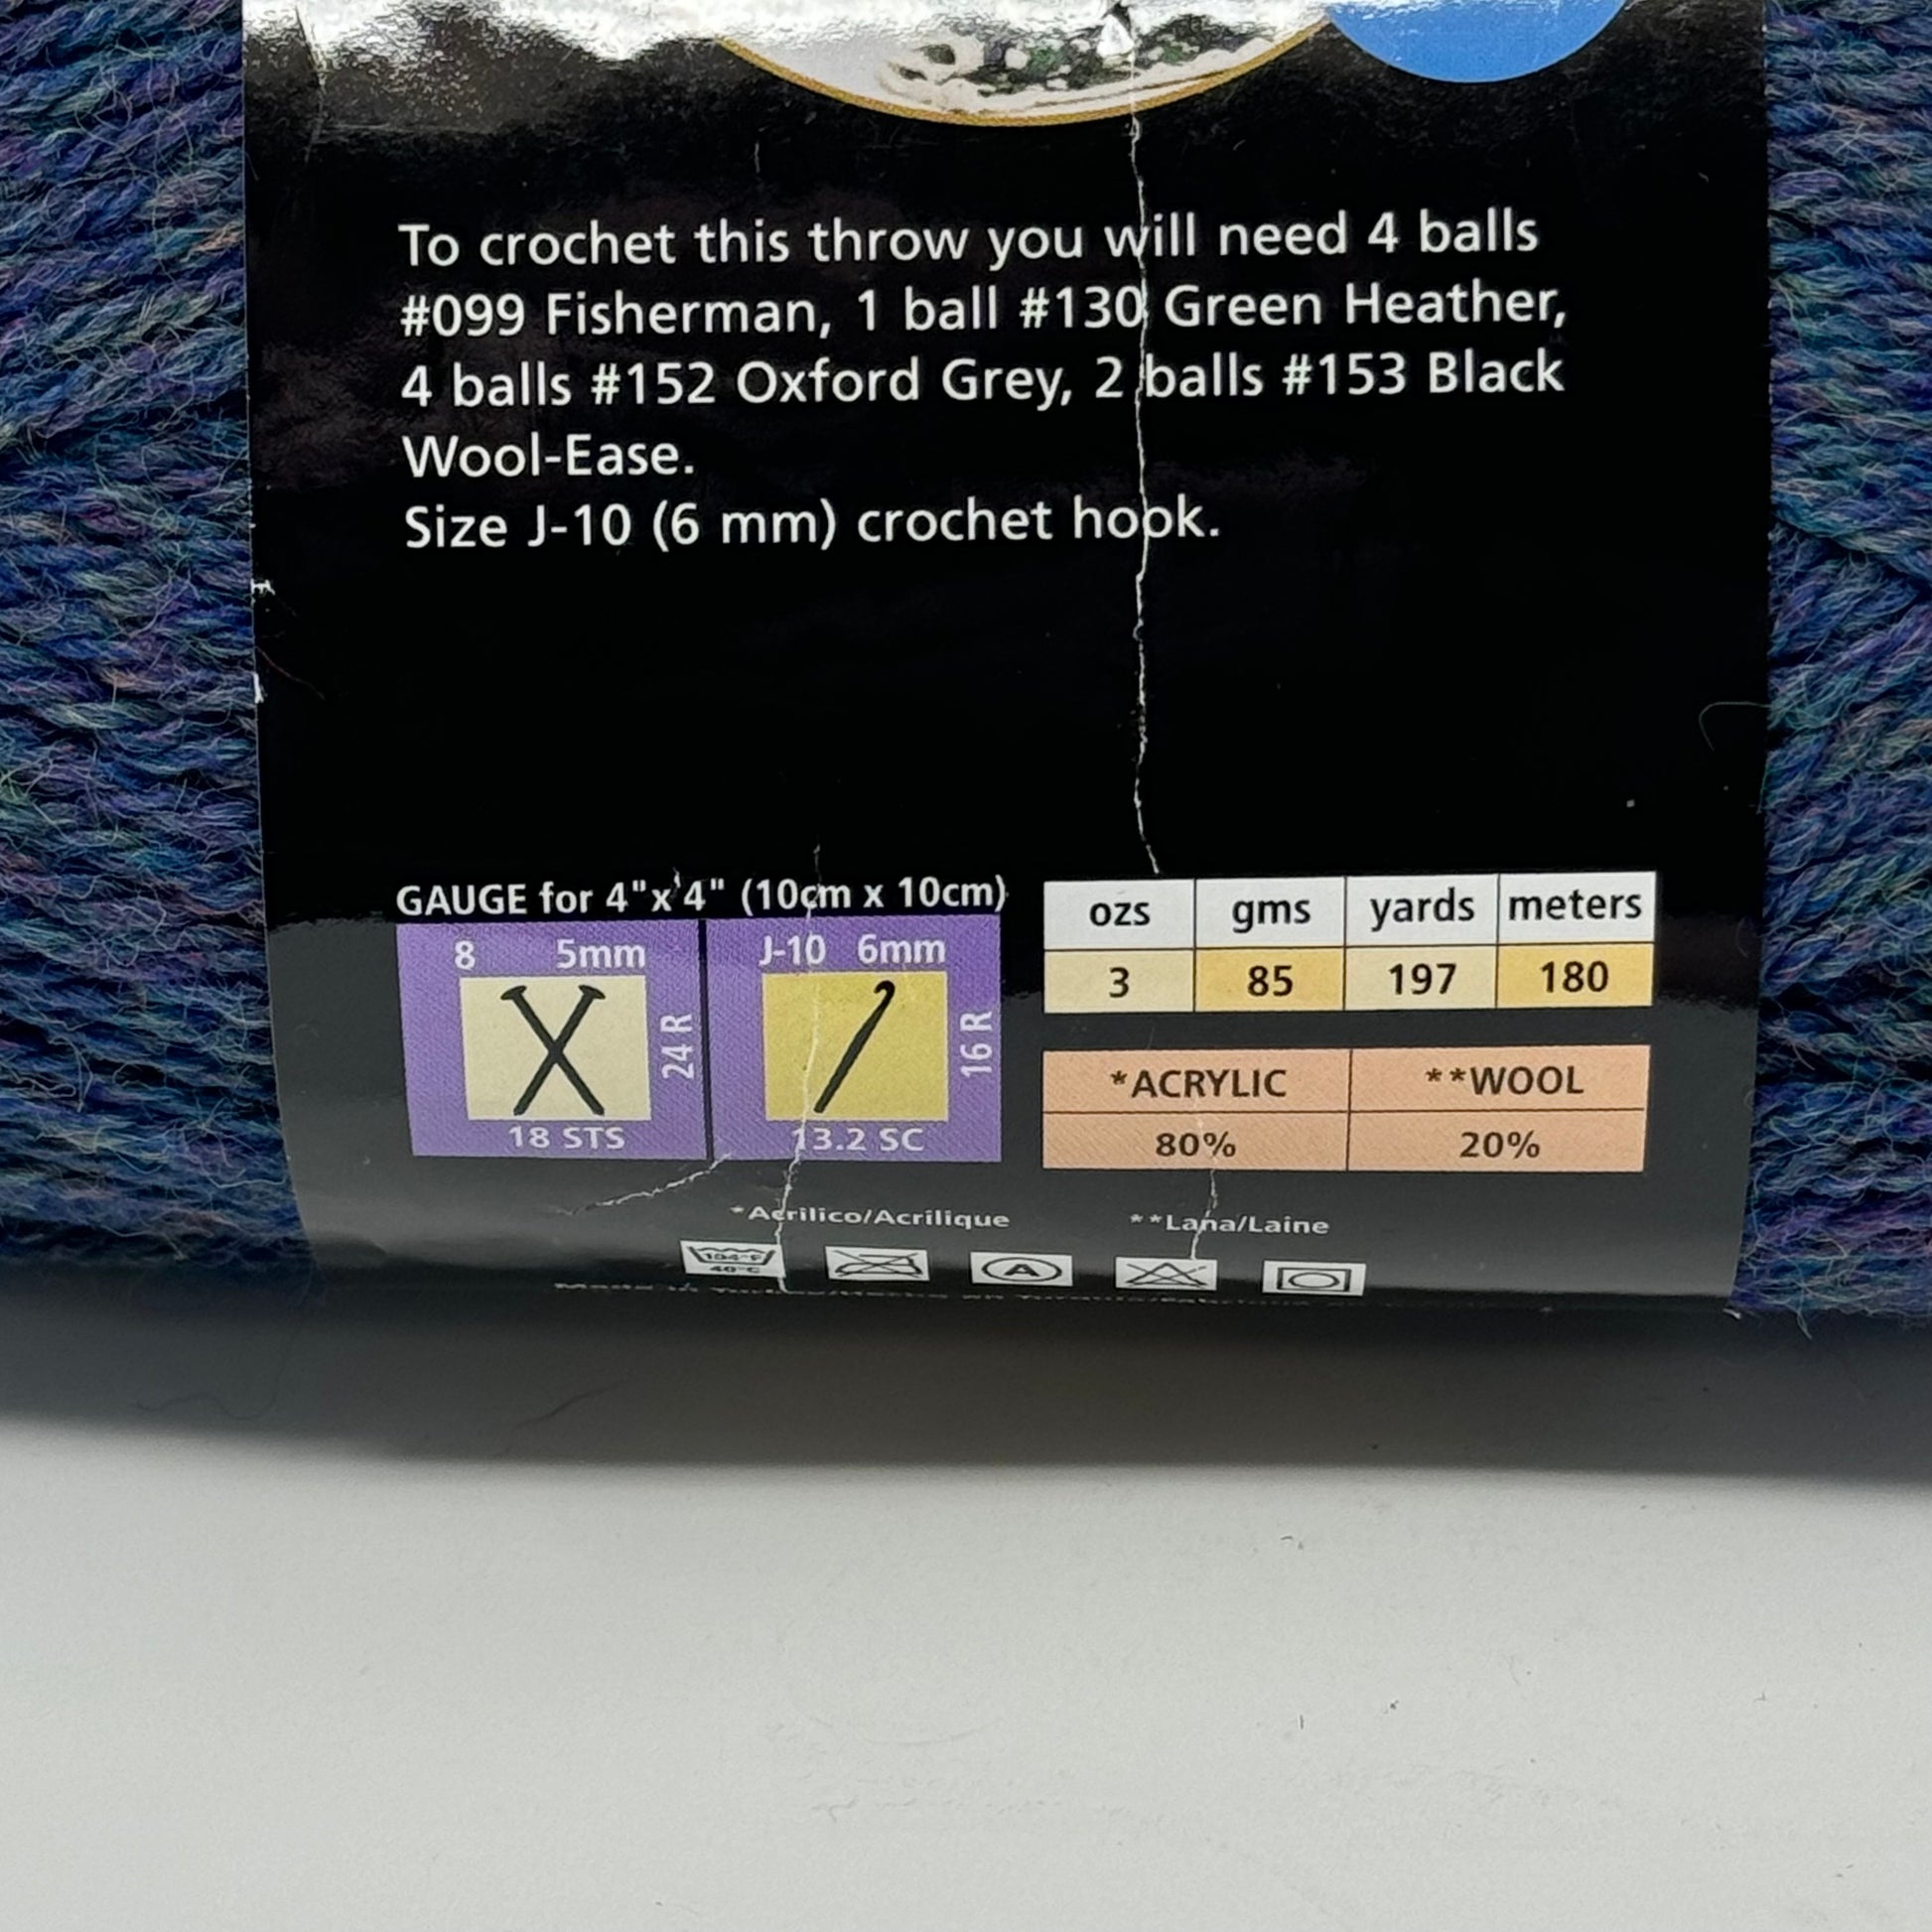 To crochet this throw you will need 4 balls
#099 Fisherman, 1 ball #130 Green Heather,
4 balls #152 Oxford Grey, 2 balls #153 Black
Wool-Ease.
Size J-10 (6 mm) crochet hook.
GAUGE for 4"x 4" (10cm x 10cm)
8 5mm
24 R
18 STS
J-10 6mm
16 R
13.2 SC
ozs gms yards meters
3 85 197 180
*ACRYLIC **WOOL
80% 20%
*Acrilico/Acrilique **Lana/Laine
104°F
40°C
A